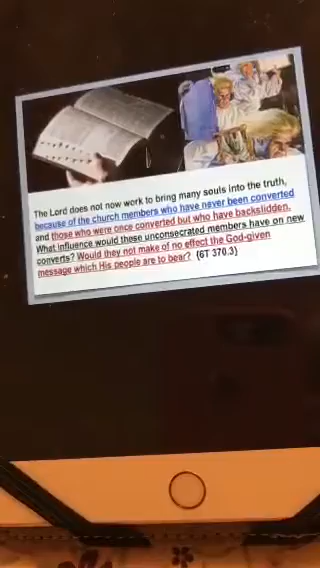 The Lord does not now work to bring many souls into the truth,
because of the church members who have never been converted
and those who were once converted but who have backslidden.
What influence would these unconsecrated members have on new
converts? Would they not make of no effect the God-given
message which His people are to bear? {6T 370.3}